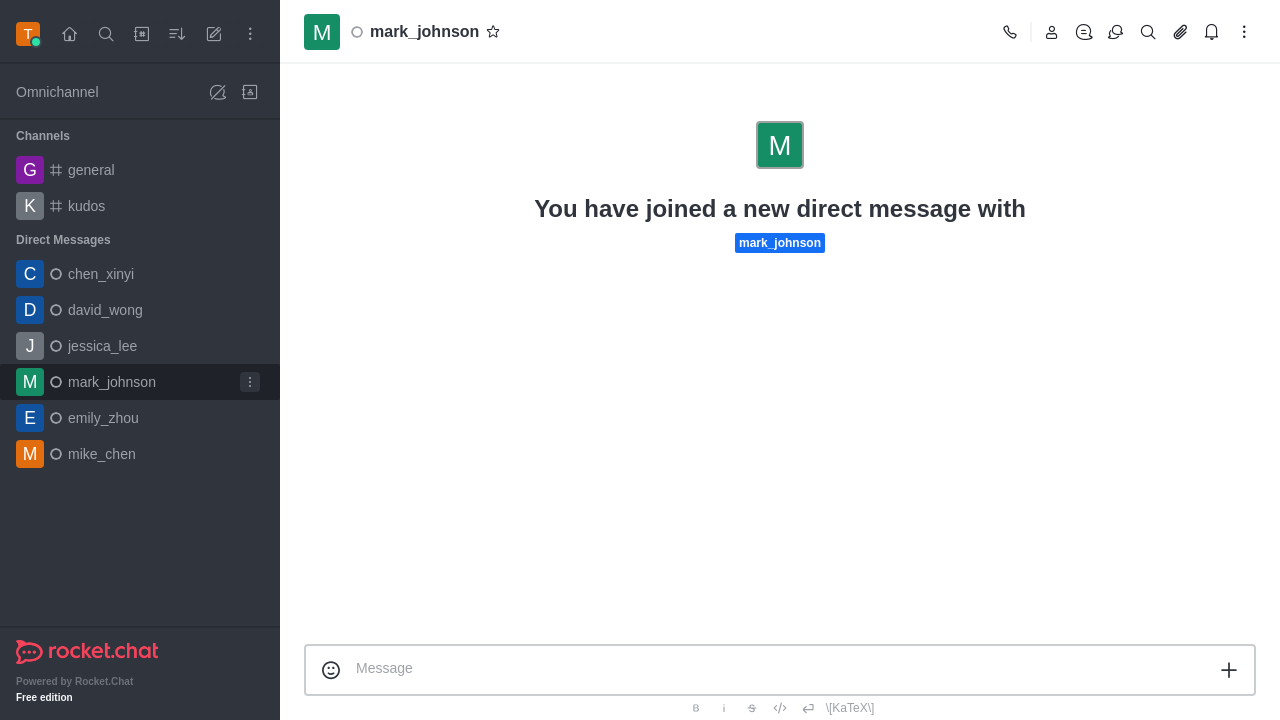 T
Omnichannel
Channels
G general
K kudos
Direct Messages
C chen_xinyi
D david_wong
J jessica_lee
M mark_johnson
E emily_zhou
M mike_chen
rocket.chat
Powered by Rocket.Chat
Free edition
M mark_johnson
M
You have joined a new direct message with
mark_johnson
Message
B i S \[KaTeX\]